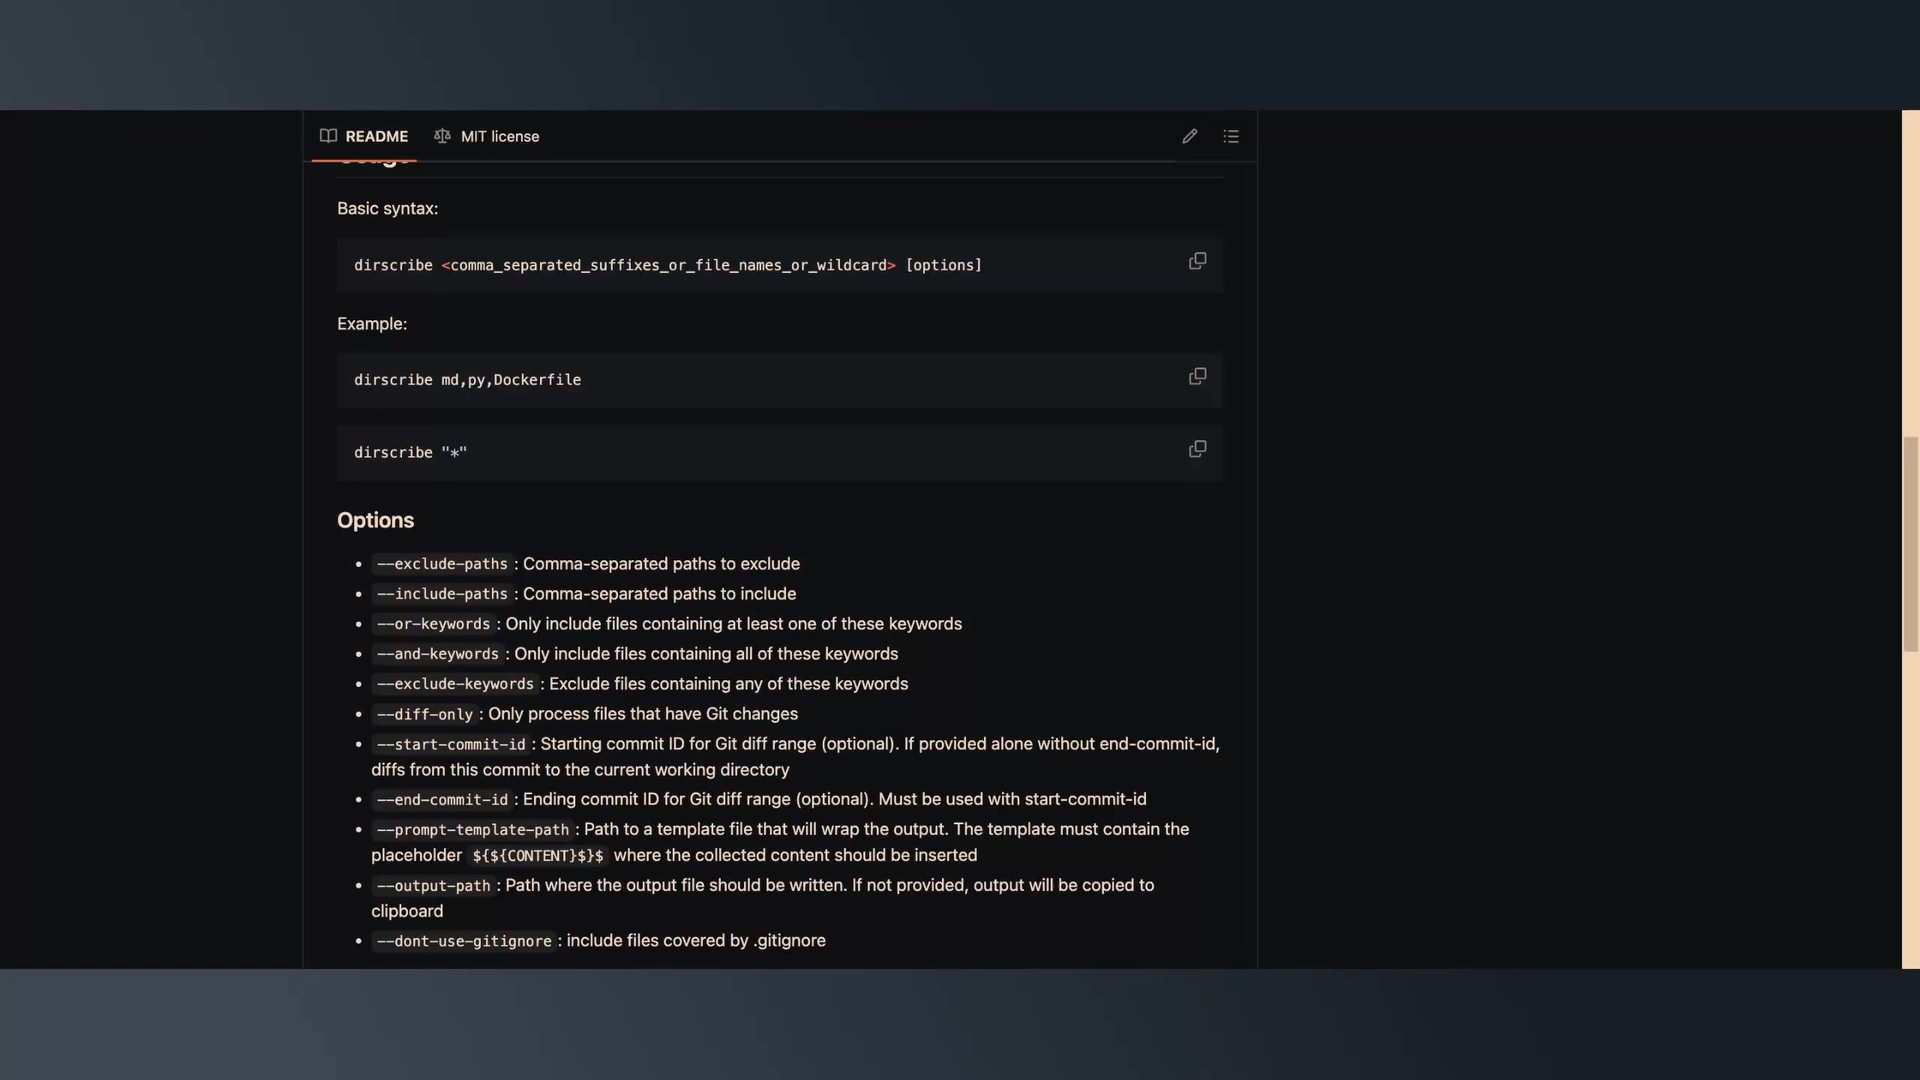 README
MIT license
Usage
Basic syntax:
dirscribe <comma_separated_suffixes_or_file_names_or_wildcard> [options]
Example:
dirscribe md,py,Dockerfile
dirscribe "*"
Options
--exclude-paths : Comma-separated paths to exclude
--include-paths : Comma-separated paths to include
--or-keywords : Only include files containing at least one of these keywords
--and-keywords : Only include files containing all of these keywords
--exclude-keywords : Exclude files containing any of these keywords
--diff-only : Only process files that have Git changes
--start-commit-id : Starting commit ID for Git diff range (optional). If provided alone without end-commit-id,
diffs from this commit to the current working directory
--end-commit-id : Ending commit ID for Git diff range (optional). Must be used with start-commit-id
--prompt-template-path : Path to a template file that will wrap the output. The template must contain the
placeholder ${${CONTENT}$}$ where the collected content should be inserted
--output-path : Path where the output file should be written. If not provided, output will be copied to
clipboard
--dont-use-gitignore : include files covered by .gitignore